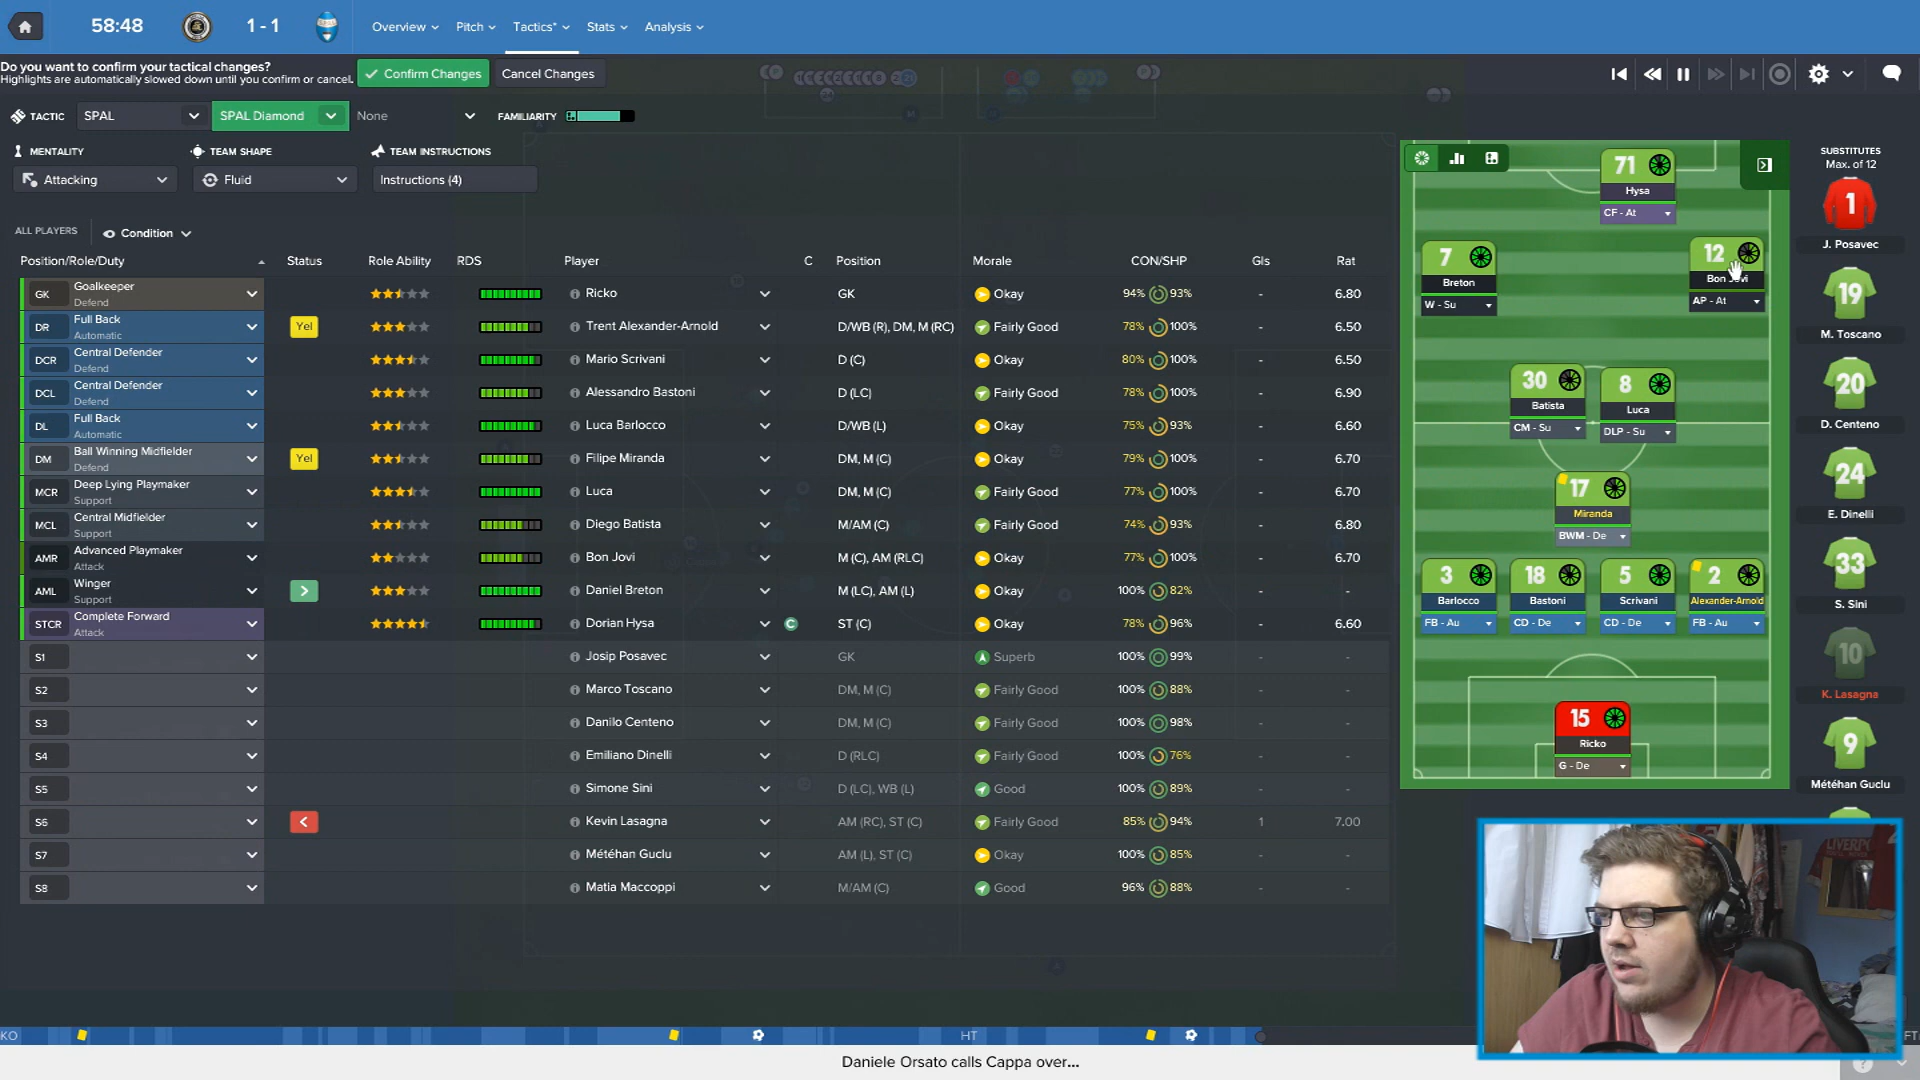 58:48 1 - 1 Overview Pitch Tactics* Stats Analysis
Do you want to confirm your tactical changes?
Highlights are automatically slowed down until you confirm or cancel.
Confirm Changes Cancel Changes
TACTIC SPAL SPAL Diamond None FAMILIARITY
MENTALITY TEAM SHAPE TEAM INSTRUCTIONS
Attacking Fluid Instructions (4)
ALL PLAYERS Condition
Position/Role/Duty Status Role Ability RDS Player C Position Morale CON/SHP Gls Rat
GK Goalkeeper Defend Ricko GK Okay 94% 93% - 6.80
DR Full Back Automatic Yel Trent Alexander-Arnold D/WB (R), DM, M (RC) Fairly Good 78% 100% - 6.50
DCR Central Defender Defend Mario Scrivani D (C) Okay 80% 100% - 6.50
DCL Central Defender Defend Alessandro Bastoni D (LC) Fairly Good 78% 100% - 6.90
DL Full Back Automatic Luca Barlocco D/WB (L) Okay 75% 93% - 6.60
DM Ball Winning Midfielder Defend Yel Filipe Miranda DM, M (C) Okay 79% 100% - 6.70
MCR Deep Lying Playmaker Support Luca DM, M (C) Fairly Good 77% 100% - 6.70
MCL Central Midfielder Support Diego Batista M/AM (C) Fairly Good 74% 93% - 6.80
AMR Advanced Playmaker Attack Bon Jovi M (C), AM (RLC) Okay 77% 100% - 6.70
AML Winger Support Daniel Breton M (LC), AM (L) Okay 100% 82% - -
STCR Complete Forward Attack Dorian Hysa C ST (C) Okay 78% 96% - 6.60
S1 Josip Posavec GK Superb 100% 99% - -
S2 Marco Toscano DM, M (C) Fairly Good 100% 88% - -
S3 Danilo Centeno DM, M (C) Fairly Good 100% 98% - -
S4 Emiliano Dinelli D (RLC) Fairly Good 100% 76% - -
S5 Simone Sini D (LC), WB (L) Good 100% 89% - -
S6 Kevin Lasagna AM (RC), ST (C) Fairly Good 85% 94% 1 7.00
S7 Météhan Guclu AM (L), ST (C) Okay 100% 85% - -
S8 Matia Maccoppi M/AM (C) Good 96% 88% - -
71
Hysa
CF - At
7 12
Breton
W - Su AP - At
30 8
Batista Luca
CM - Su DLP - Su
17
Miranda
BWM - De
3 18 5 2
Barlocco Bastoni Scrivani Alexander-Arnold
FB - Au CD - De CD - De FB - Au
15
Ricko
G - De
SUBSTITUTES
Max. of 12
1
J. Posavec
19
M. Toscano
20
D. Centeno
24
E. Dinelli
33
S. Sini
10
K. Lasagna
9
Météhan Guclu
KO HT FT
Daniele Orsato calls Cappa over...